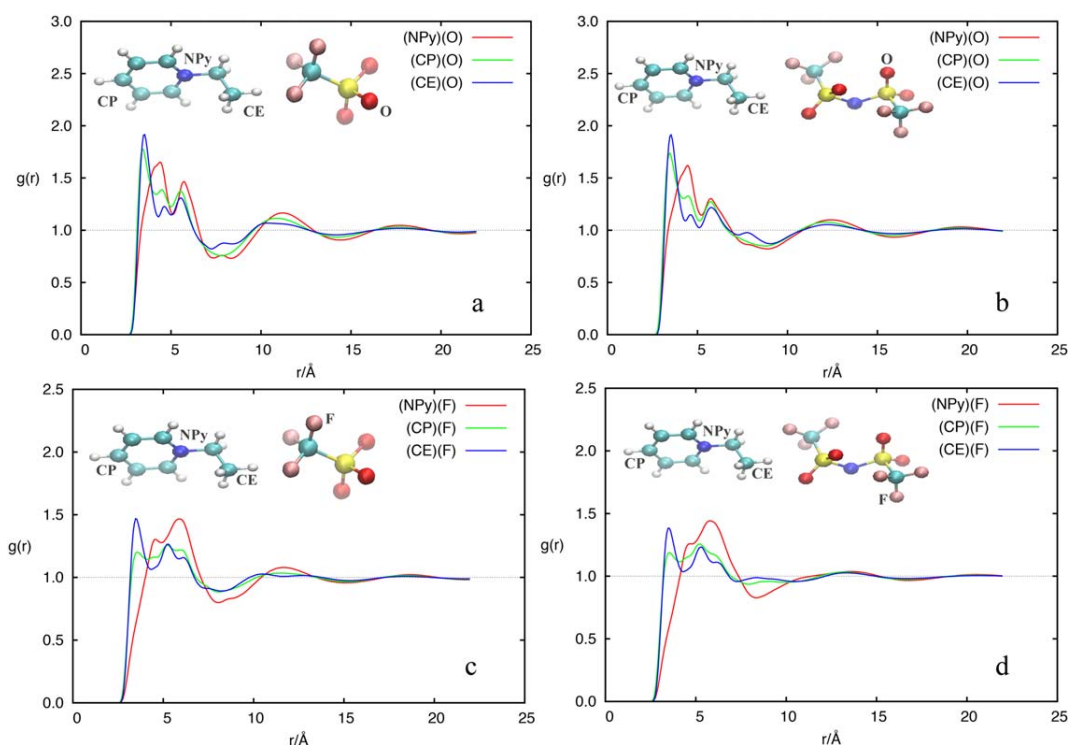 3.0
2.5
2.0
1.5
1.0
0.5
0.0
g(r)
(NPy)(O)
(CP)(O)
(CE)(O)
NPy
CP
CE
O
a
0 5 10 15 20 25
r/Å
3.0
2.5
2.0
1.5
1.0
0.5
0.0
g(r)
(NPy)(O)
(CP)(O)
(CE)(O)
NPy
CP
CE
O
b
0 5 10 15 20 25
r/Å
2.5
2.0
1.5
1.0
0.5
0.0
g(r)
(NPy)(F)
(CP)(F)
(CE)(F)
NPy
CP
CE
F
c
0 5 10 15 20 25
r/Å
2.5
2.0
1.5
1.0
0.5
0.0
g(r)
(NPy)(F)
(CP)(F)
(CE)(F)
NPy
CP
CE
F
d
0 5 10 15 20 25
r/Å